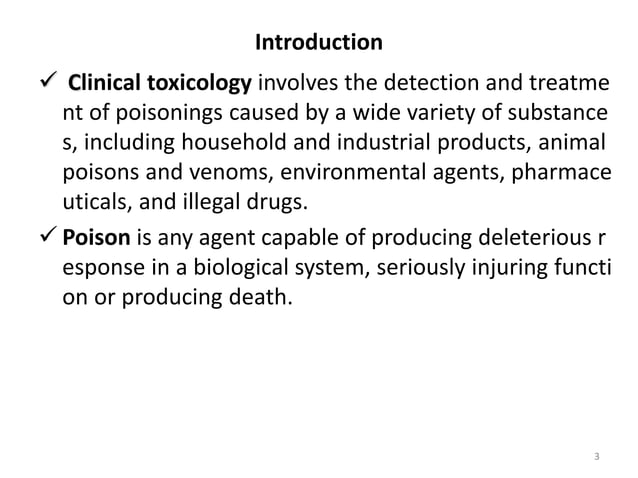 Introduction
✓ Clinical toxicology involves the detection and treatme
nt of poisonings caused by a wide variety of substance
s, including household and industrial products, animal
poisons and venoms, environmental agents, pharmace
uticals, and illegal drugs.
✓ Poison is any agent capable of producing deleterious r
esponse in a biological system, seriously injuring functi
on or producing death.
3